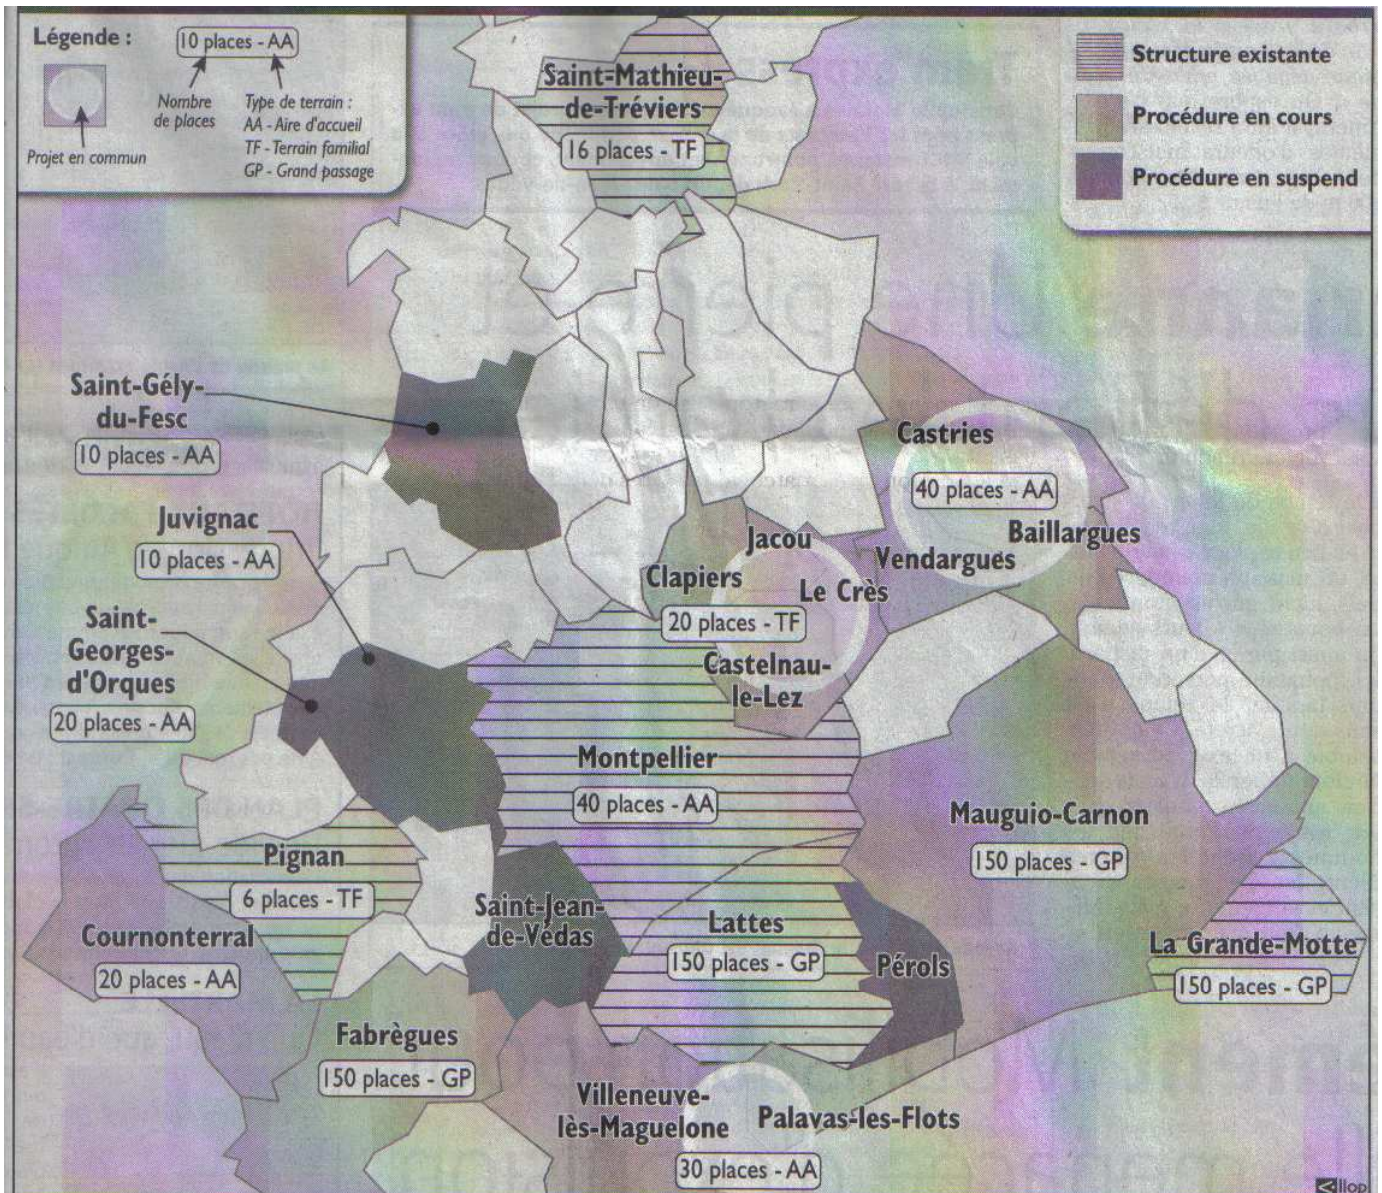 Légende :
10 places - AA
Nombre
de places
Type de terrain :
AA - Aire d'accueil
TF - Terrain familial
GP - Grand passage
Projet en commun
Structure existante
Procédure en cours
Procédure en suspend
Saint-Mathieu-
de-Tréviers
16 places - TF
Saint-Gély-
du-Fesc
10 places - AA
Castries
40 places - AA
Baillargues
Vendargues
Juvignac
10 places - AA
Jacou
Clapiers
Le Crès
20 places - TF
Castelnau-
le-Lez
Saint-
Georges-
d'Orques
20 places - AA
Montpellier
40 places - AA
Mauguio-Carnon
150 places - GP
Pignan
6 places - TF
Saint-Jean-
de-Védas
Lattes
150 places - GP
Pérols
La Grande-Motte
150 places - GP
Cournonterral
20 places - AA
Fabrègues
150 places - GP
Villeneuve-
lès-Maguelone
Palavas-les-Flots
30 places - AA